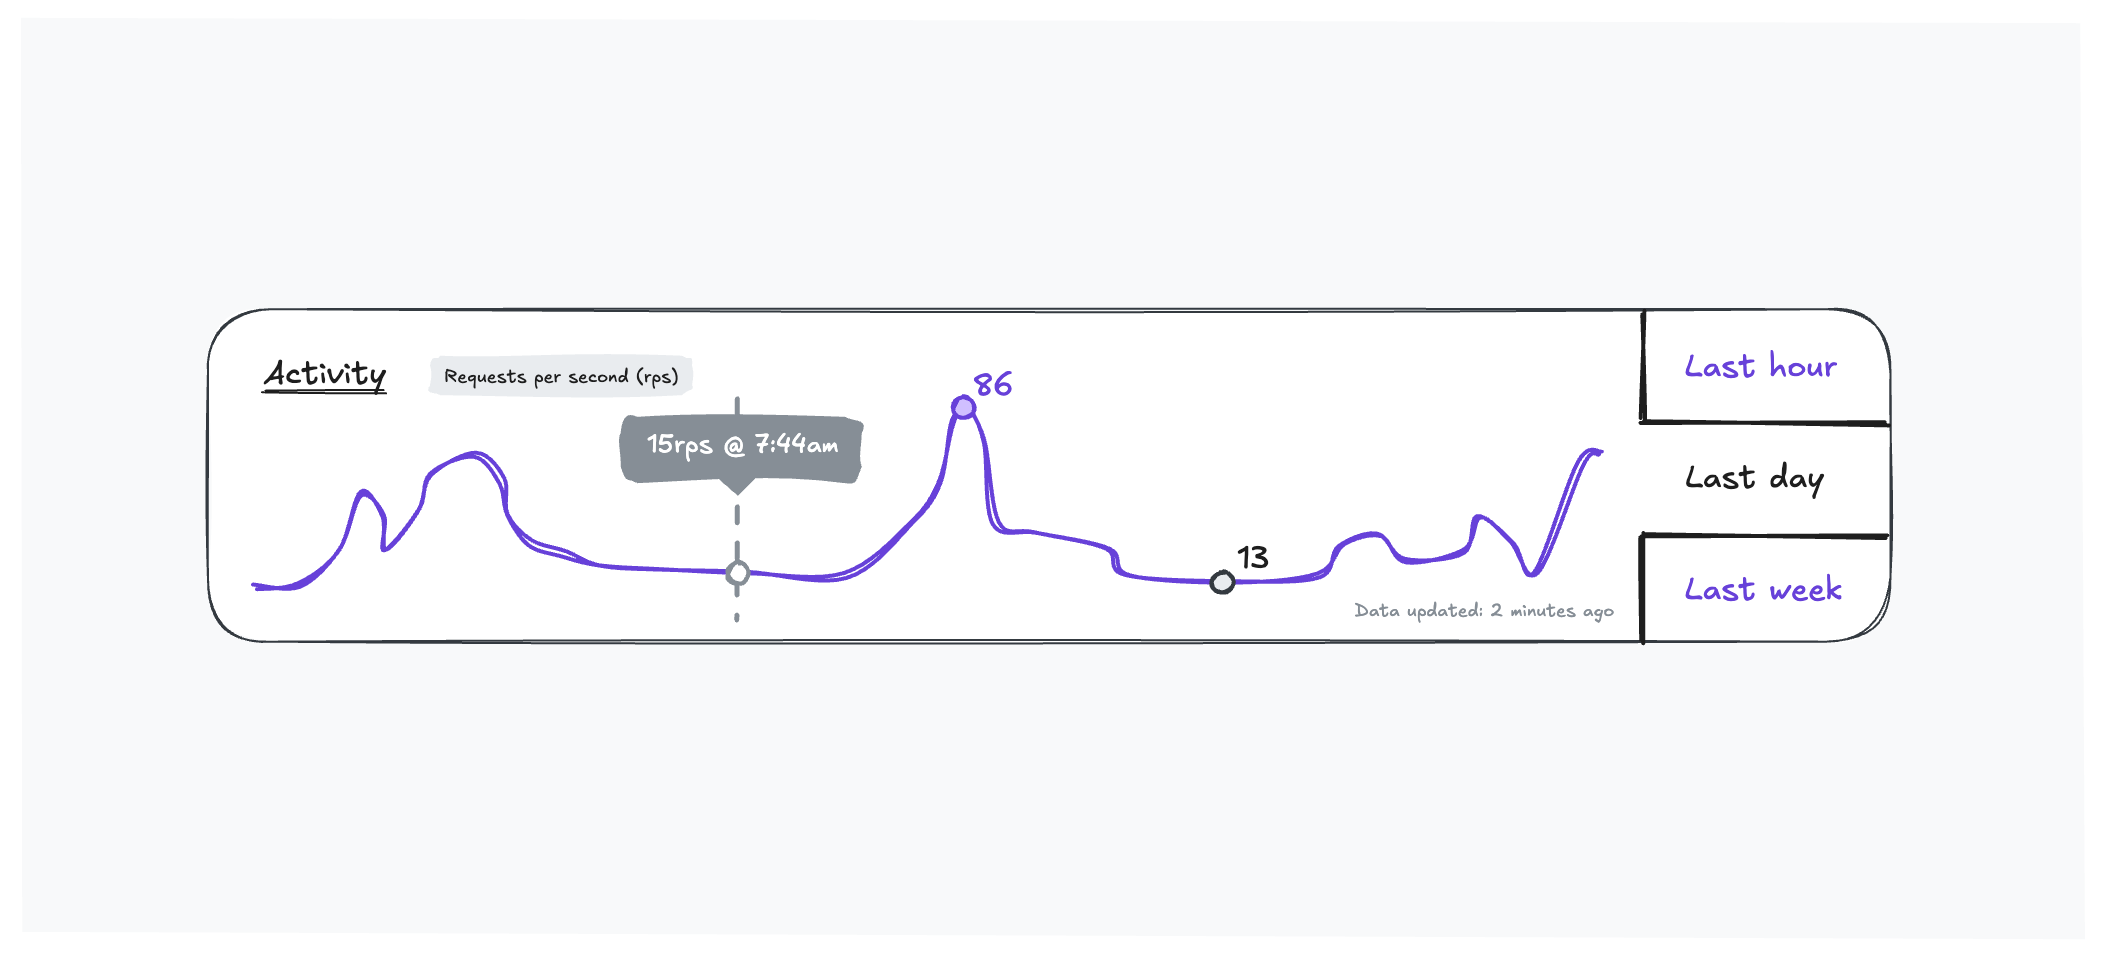 Activity
Requests per second (rps)
15rps @ 7:44am
86
13
Data updated: 2 minutes ago
Last hour
Last day
Last week